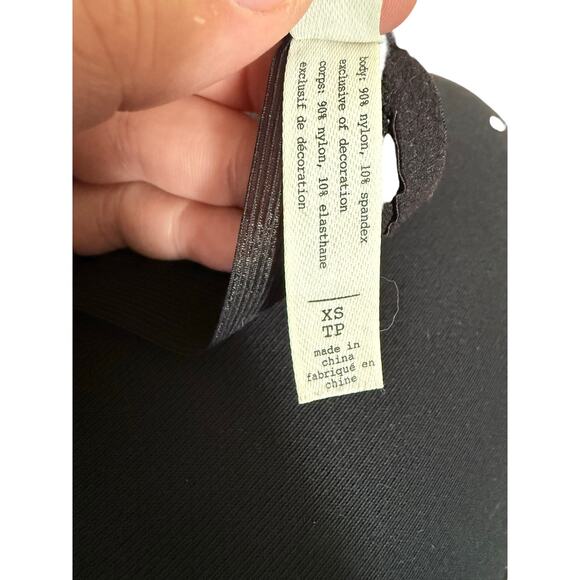 body: 90% nylon, 10% spandex
exclusive of decoration
corps: 90% nylon, 10% elasthane
exclusif de décoration
XS
TP
made in
china
fabriqué en
chine